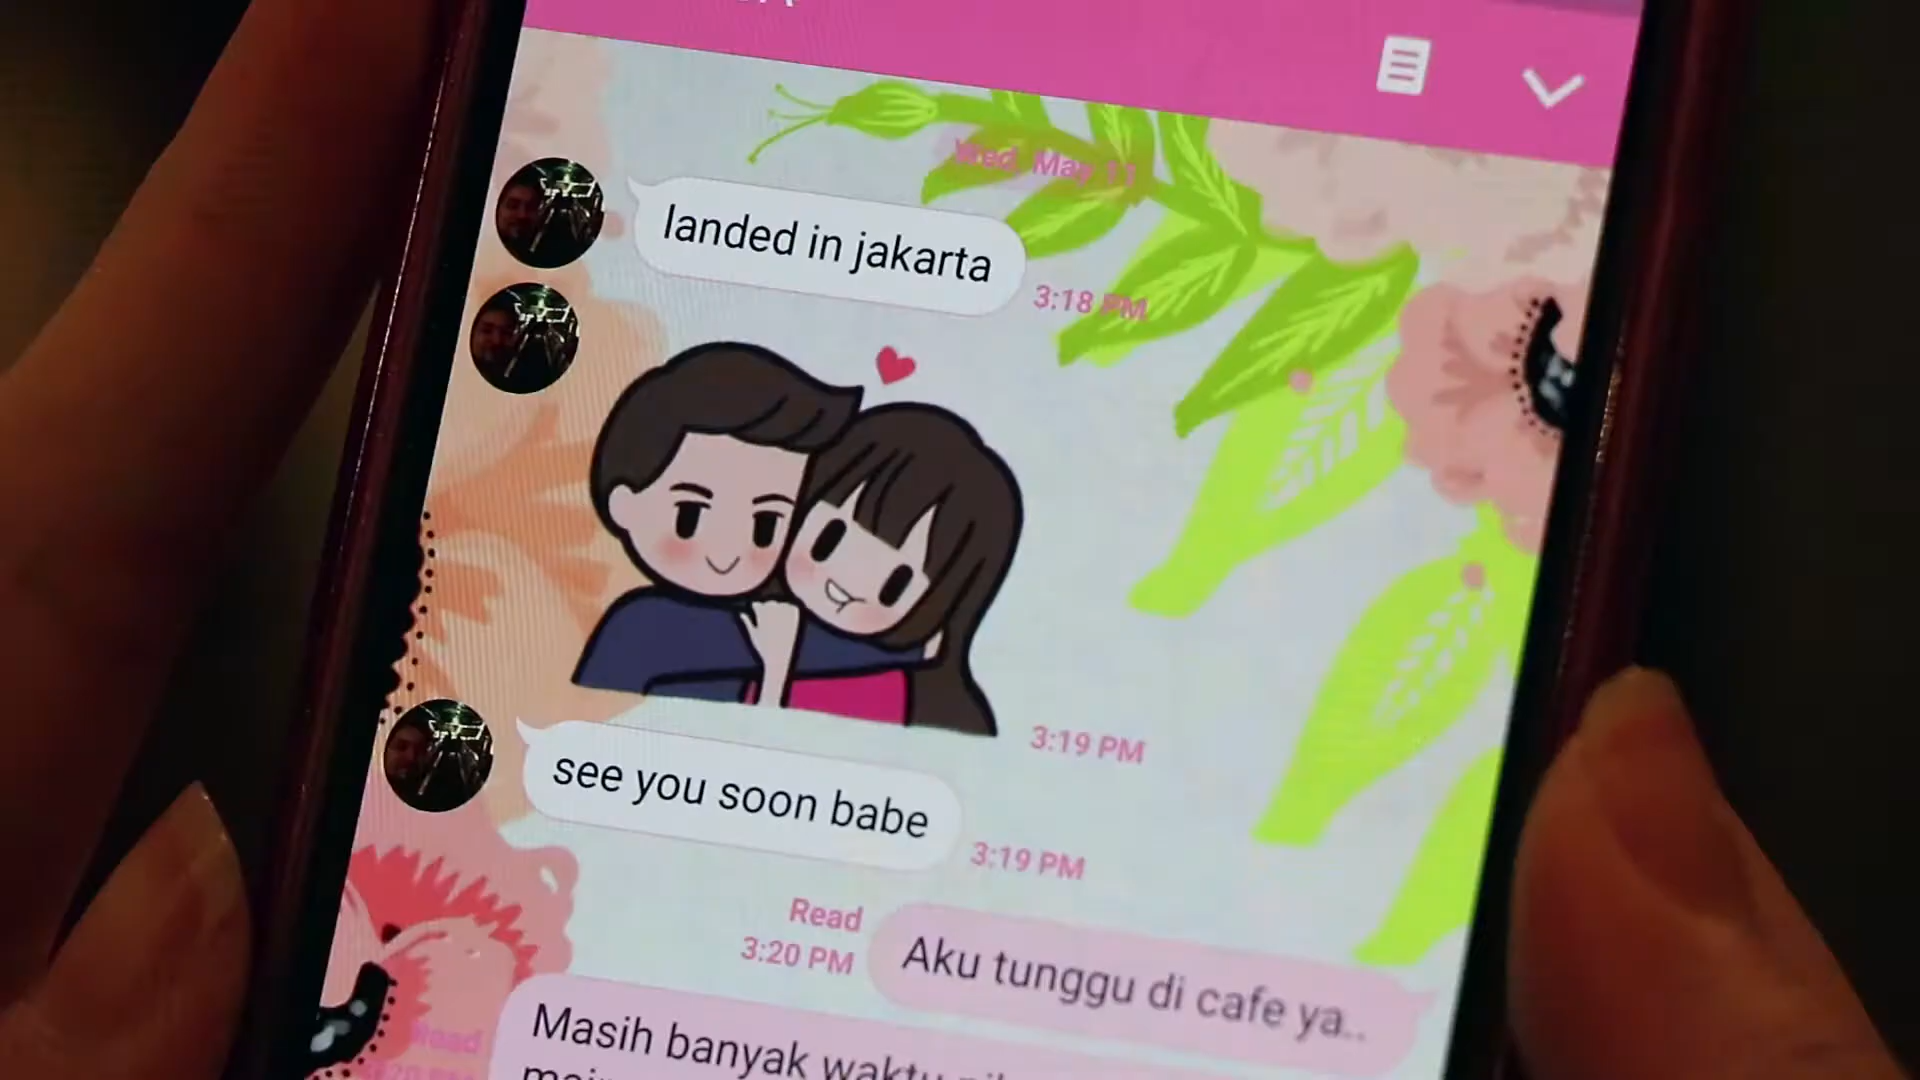 Wed, May 11
landed in jakarta
3:18 PM
3:19 PM
see you soon babe
3:19 PM
Read
3:20 PM
Aku tunggu di cafe ya..
Read
Masih banyak waktu